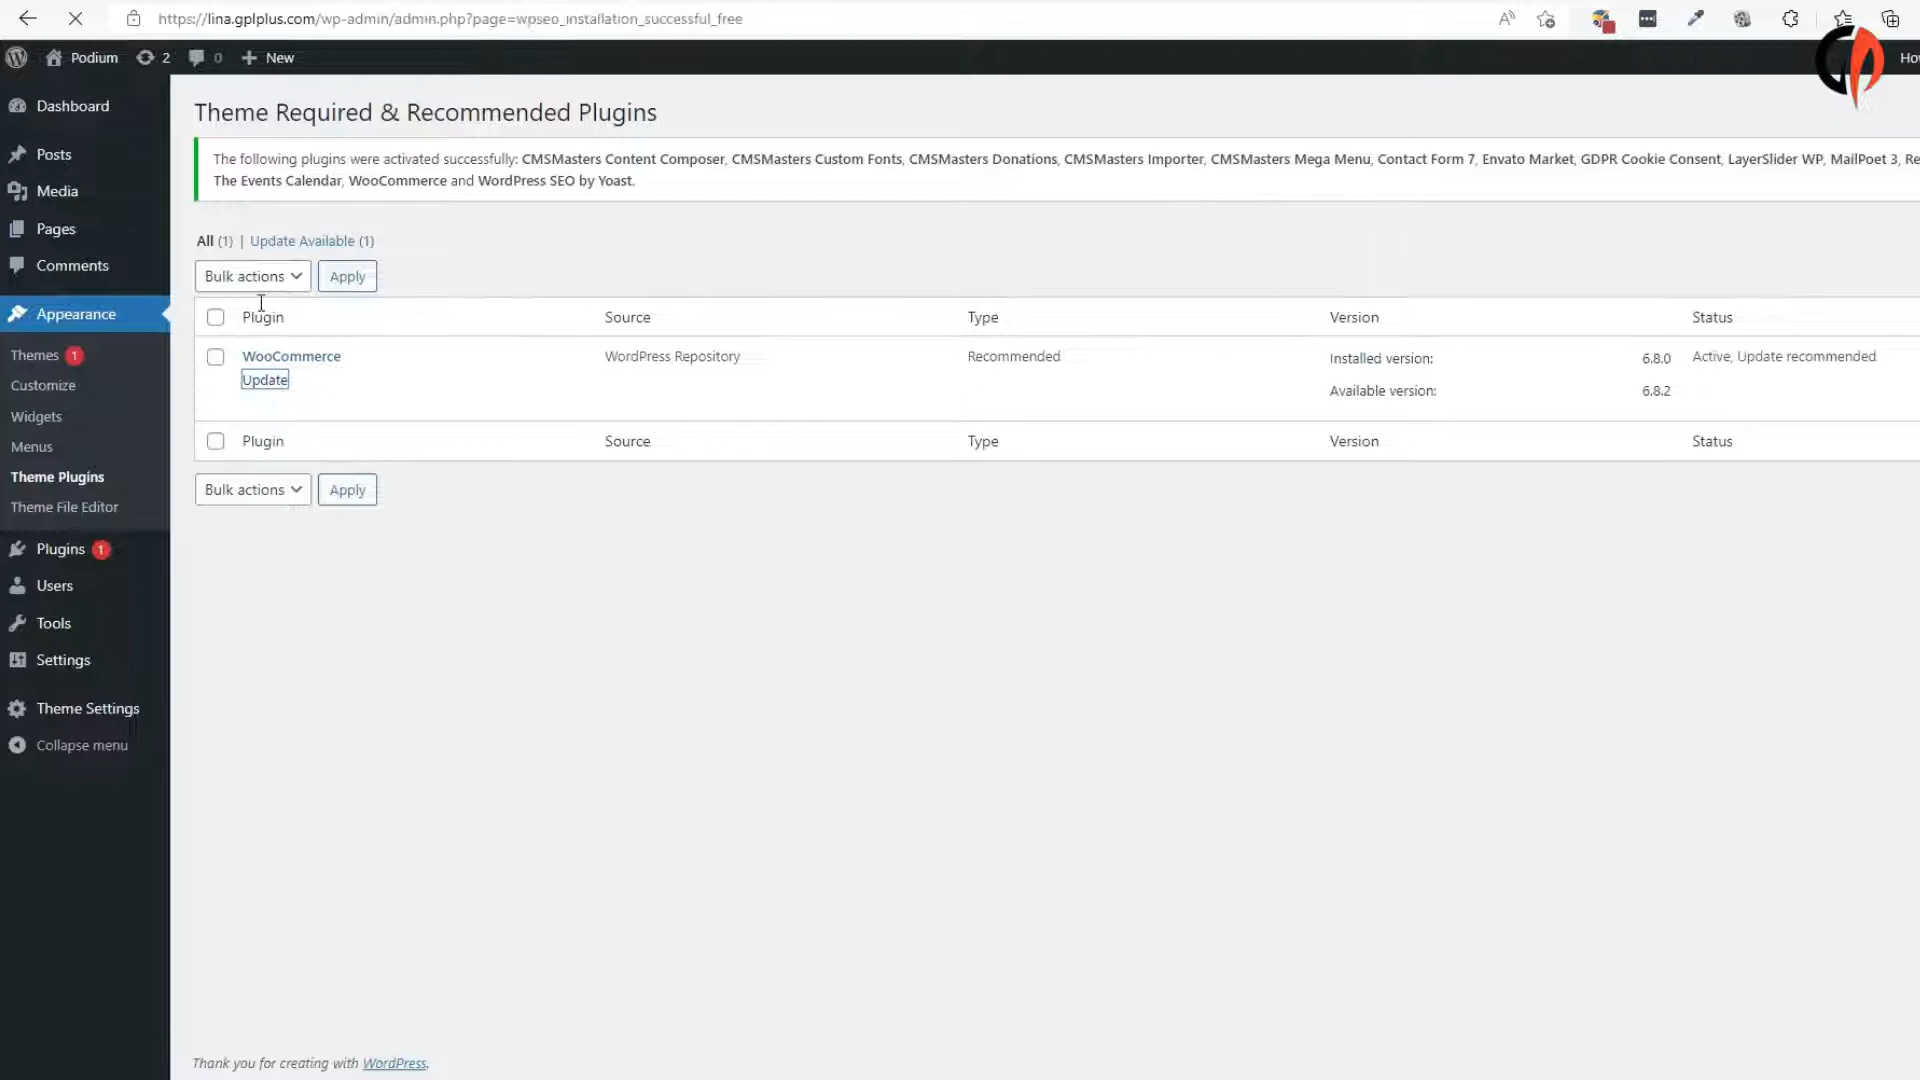 https://lina.gplplus.com/wp-admin/admin.php?page=wpseo_installation_successful_free
Podium 2 0 New
Dashboard
Posts
Media
Pages
Comments
Appearance
Themes 1
Customize
Widgets
Menus
Theme Plugins
Theme File Editor
Plugins 1
Users
Tools
Settings
Theme Settings
Collapse menu
Theme Required & Recommended Plugins
The following plugins were activated successfully: CMSMasters Content Composer, CMSMasters Custom Fonts, CMSMasters Donations, CMSMasters Importer, CMSMasters Mega Menu, Contact Form 7, Envato Market, GDPR Cookie Consent, LayerSlider WP, MailPoet 3, Re
The Events Calendar, WooCommerce and WordPress SEO by Yoast.
All (1) | Update Available (1)
Bulk actions Apply
Plugin Source Type Version Status
WooCommerce WordPress Repository Recommended Installed version: 6.8.0 Active, Update recommended
Update Available version: 6.8.2
Plugin Source Type Version Status
Bulk actions Apply
Thank you for creating with WordPress.